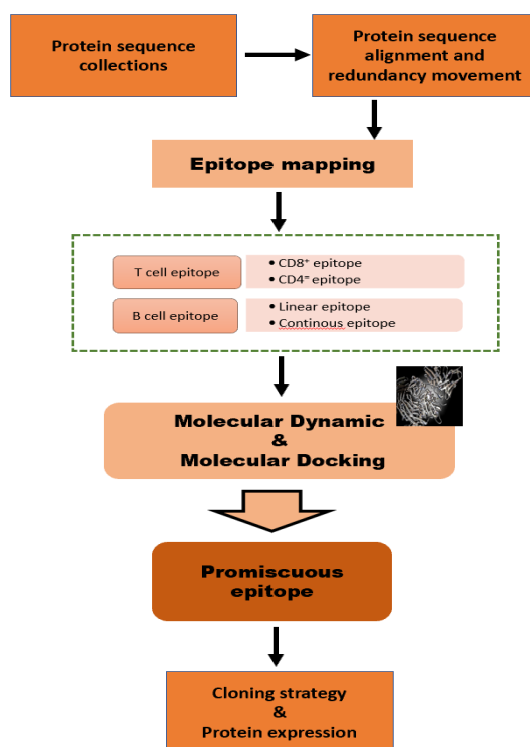 Protein sequence
collections
Protein sequence
alignment and
redundancy movement
Epitope mapping
T cell epitope
• CD8⁺ epitope
• CD4⁼ epitope
B cell epitope
• Linear epitope
• Continous epitope
Molecular Dynamic
&
Molecular Docking
Promiscuous
epitope
Cloning strategy
&
Protein expression